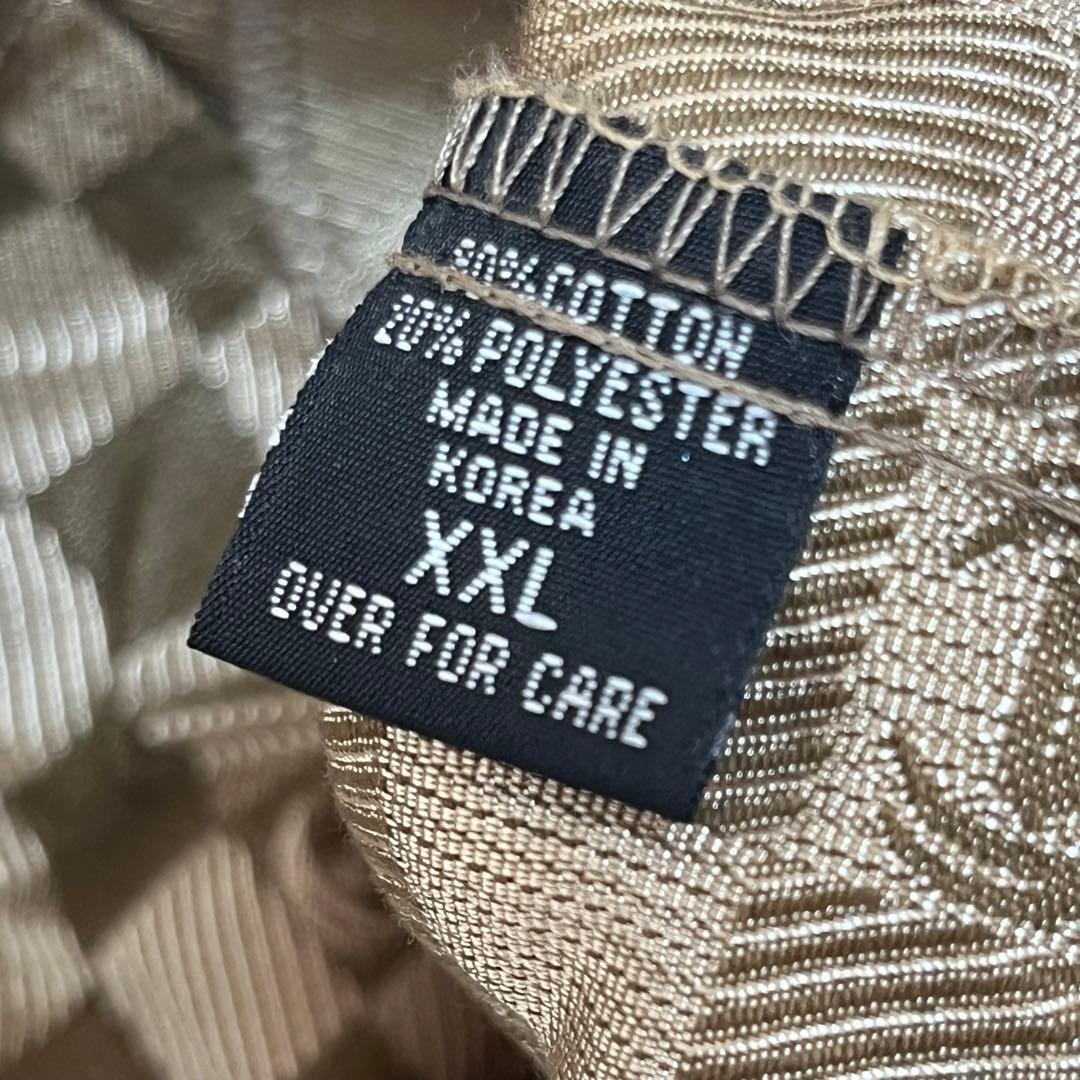 COTTON
20% POLYESTER
MADE IN
KOREA
XXL
OVER FOR CARE